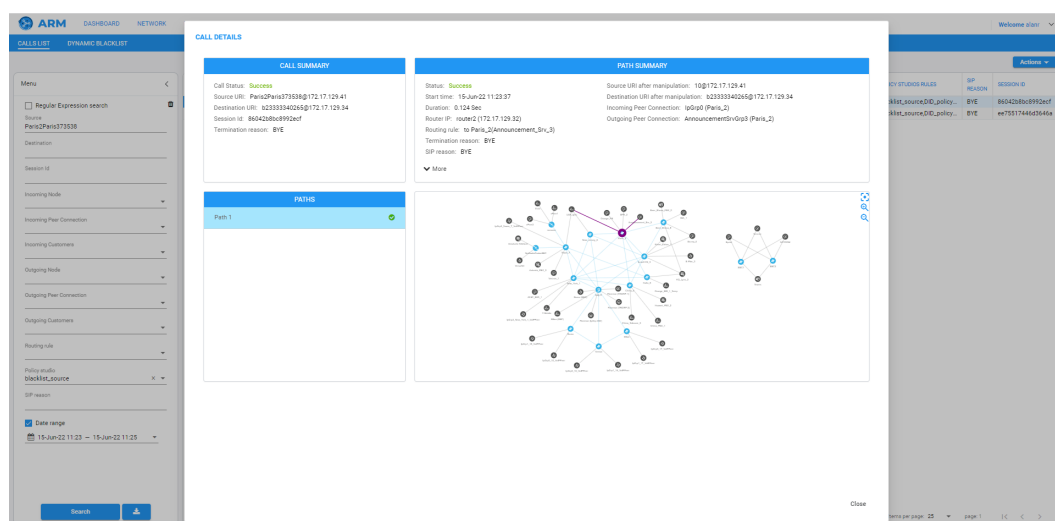 ARM
DASHBOARD
NETWORK
Welcome
CALLS LIST
DYNAMIC BLACKLIST
Actions
Menu
Regular Expression search
Source
Paris2Paris373538
Destination
Session Id
Incoming Node
Incoming Peer Connection
Incoming Customers
Outgoing Node
Outgoing Peer Connection
Outgoing Customers
Routing rule
Policy studio
blacklist_source
SIP reason
Date range
15-Jun-22 11:23 — 15-Jun-22 11:25
Search
CALL DETAILS
CALL SUMMARY
Call Status: Success
Source URI: Paris2Paris373538@172.17.129.41
Destination URI: b23333340265@172.17.129.34
Session Id: 86042b8bc8992ecf
Termination reason: BYE
PATH SUMMARY
Status: Success
Start time: 15-Jun-22 11:23:37
Duration: 0.124 Sec
Router IP: router2 (172.17.129.32)
Routing rule: to Paris_2(Announcement_Srv_3)
Termination reason: BYE
SIP reason: BYE
More
Source URI after manipulation: 10@172.17.129.41
Destination URI after manipulation: b23333340265@172.17.129.34
Incoming Peer Connection: IpGrp0 (Paris_2)
Outgoing Peer Connection: AnnouncementSrvGrp3 (Paris_2)
PATHS
Path 1
Close
STUDIOS RULES
SIP REASON
SESSION ID
klist_source,DID_policy...
BYE
86042b8bc8992ecf
klist_source,DID_policy...
BYE
ee75517446d3646a
items per page: 25
page: 1